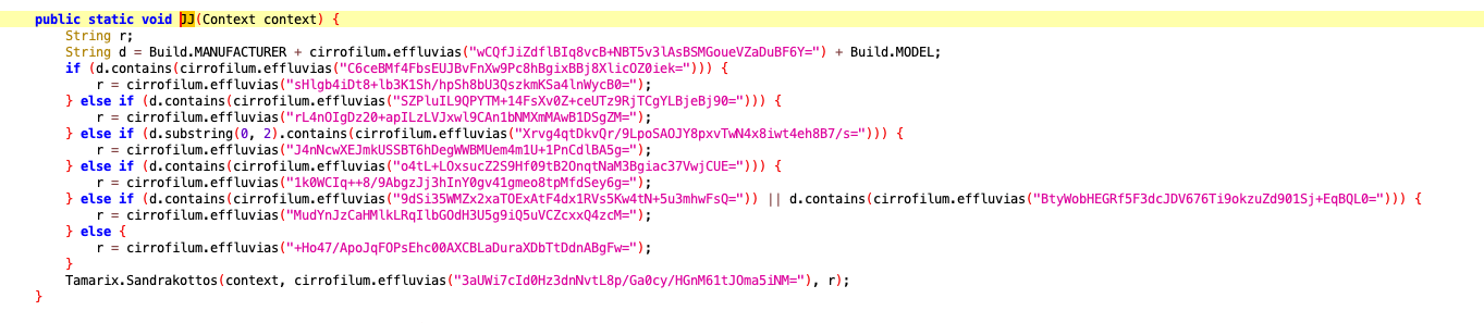 public static void JJ(Context context) {
String r;
String d = Build.MANUFACTURER + cirrofilum.effluvias("wCQfJiZdflBIq8vcB+NBT5v3lAsBSMGoueVZaDuBF6Y=") + Build.MODEL;
if (d.contains(cirrofilum.effluvias("C6ceBMf4FbsEUJBvFnXw9Pc8hBgixBBj8XlicOZ0iek="))) {
r = cirrofilum.effluvias("sHlgb4iDt8+lb3K1Sh/hpSh8bU3QszkmKSa4lnWycB0=");
} else if (d.contains(cirrofilum.effluvias("SZPluIL9QPYTM+14FsXv0Z+ceUTz9RjTCgYLBjeBj90="))) {
r = cirrofilum.effluvias("rL4nOIgDz20+apILzLVJxwl9CAn1bNMXmMAwB1DSgZM=");
} else if (d.substring(0, 2).contains(cirrofilum.effluvias("Xrvg4qtDkvQr/9LpoSAOJY8pxvTwN4x8iwt4eh8B7/s="))) {
r = cirrofilum.effluvias("J4nNcwXEJmkUSSBT6hDegWWBMUem4m1U+1PnCdlBA5g=");
} else if (d.contains(cirrofilum.effluvias("o4tL+LOxsucZ2S9Hf09tB2OnqtNaM3Bgiac37VwjCUE="))) {
r = cirrofilum.effluvias("1k0WCIq++8/9AbgzJj3hInY0gv41gmeo8tpMfdSey6g=");
} else if (d.contains(cirrofilum.effluvias("9dSi35WMZx2xaTOExAtF4dx1RVs5Kw4tN+5u3mhwFsQ=")) || d.contains(cirrofilum.effluvias("BtyWobHEGRf5F3dcJDV676Ti9okzuZd901Sj+EqBQL0="))) {
r = cirrofilum.effluvias("MudYnJzCaHMlkLRqIlbGOdH3U5g9iQ5uVCZcxxQ4zcM=");
} else {
r = cirrofilum.effluvias("+Ho47/ApoJqFOPsEhc00AXCBLaDuraXDbTtDdnABgFw=");
}
Tamarix.Sandrakottos(context, cirrofilum.effluvias("3aUWi7cId0Hz3dnNvtL8p/Ga0cy/HGnM61tJOma5iNM="), r);
}